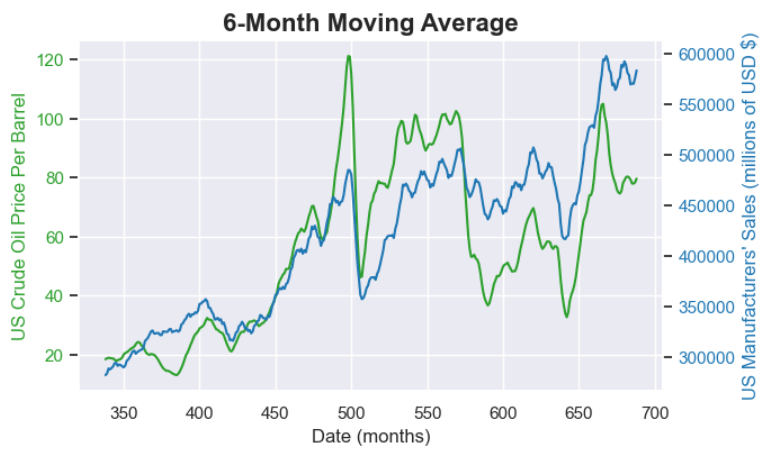 6-Month Moving Average
US Crude Oil Price Per Barrel
120
100
80
60
40
20
600000
550000
500000
450000
400000
350000
300000
US Manufacturers' Sales (millions of USD $)
350 400 450 500 550 600 650 700
Date (months)